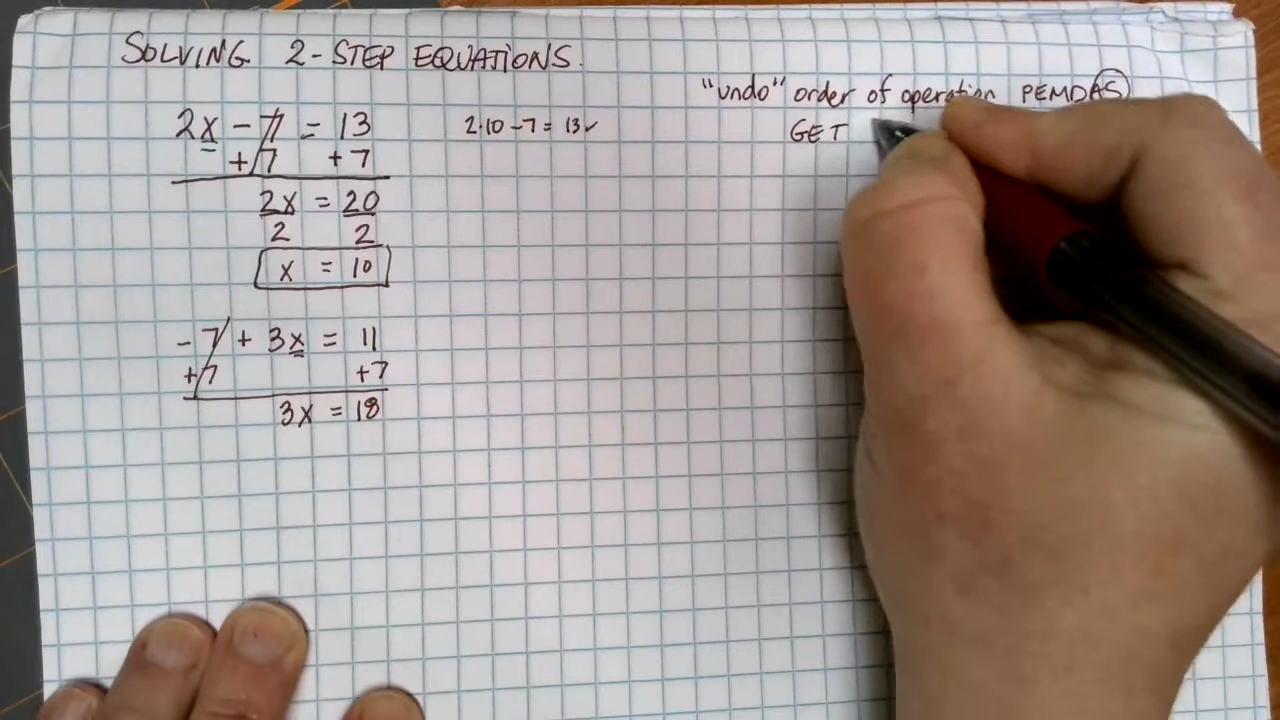 SOLVING 2-STEP EQUATIONS.
2x - 7 = 13
+7 +7
2x = 20
2 2
x = 10
2·10 - 7 = 13✓
"undo" order of operation PEMDAS
GET
-7 + 3x = 11
+7 +7
3x = 18